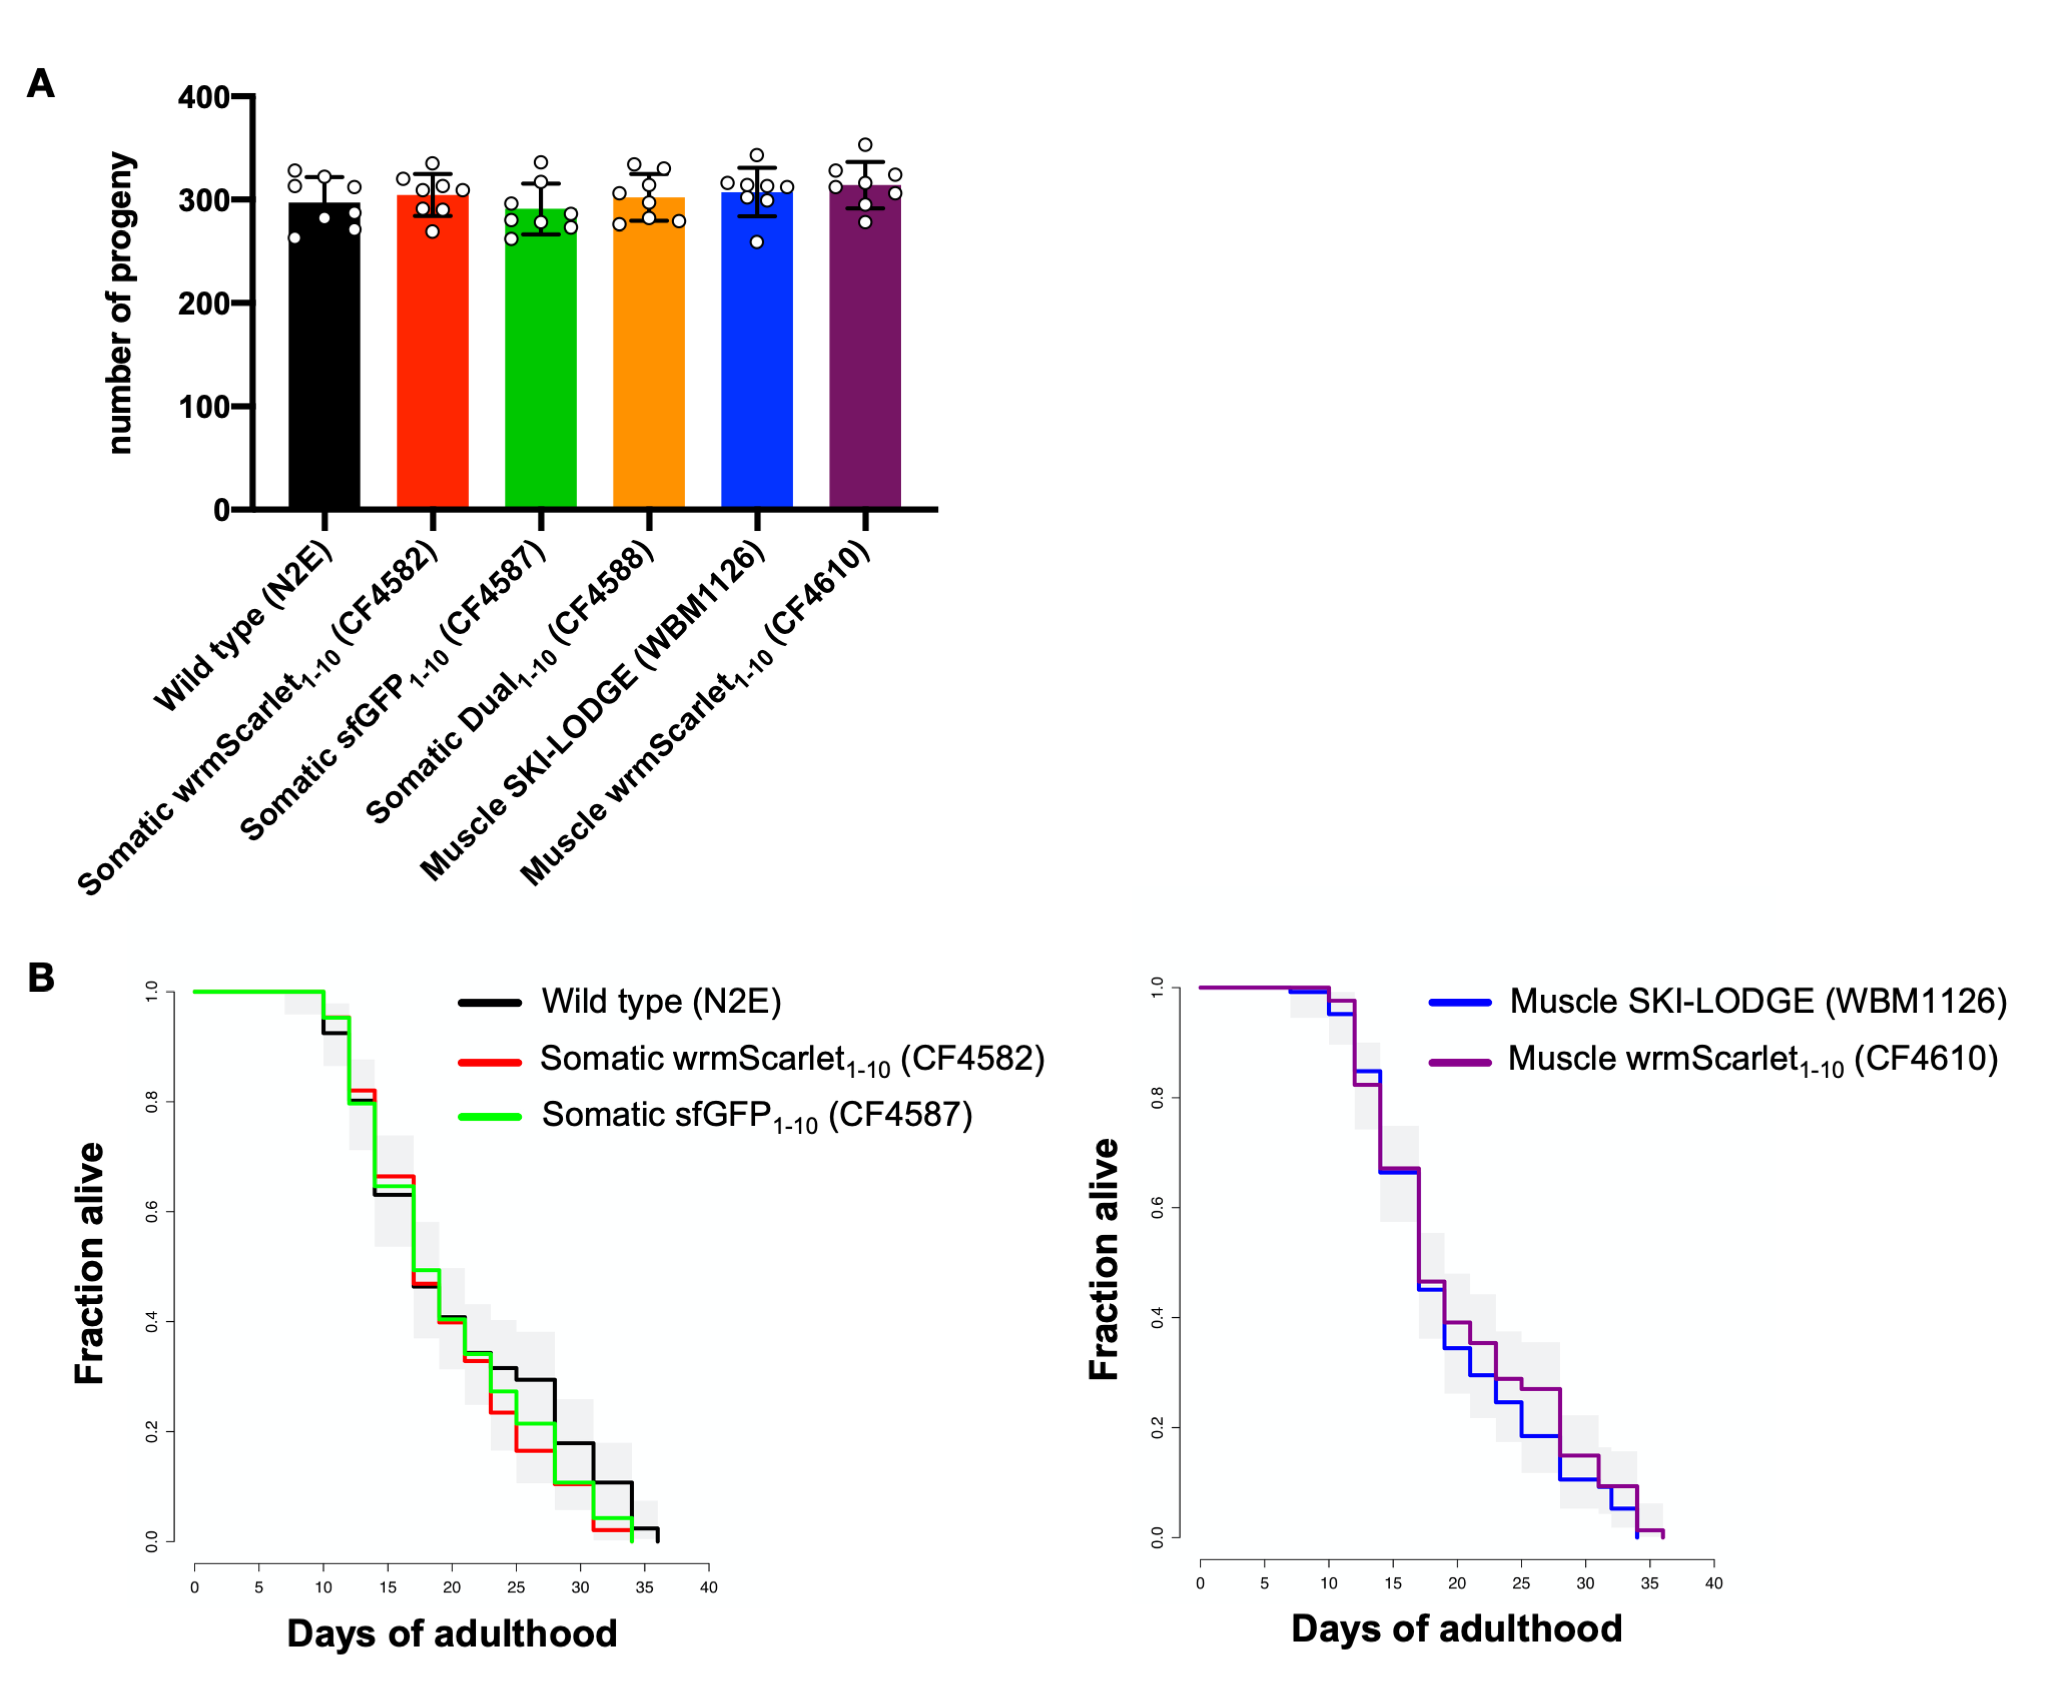 A
400
300
200
100
0
number of progeny
Wild type (N2E)
Somatic wrmScarlet1-10 (CF4582)
Somatic sfGFP1-10 (CF4587)
Somatic Dual1-10 (CF4588)
Muscle SKI-LODGE (WBM1126)
Muscle wrmScarlet1-10 (CF4610)
B
1.0
0.8
0.6
0.4
0.2
0.0
Fraction alive
Wild type (N2E)
Somatic wrmScarlet1-10 (CF4582)
Somatic sfGFP1-10 (CF4587)
0 5 10 15 20 25 30 35 40
Days of adulthood
1.0
0.8
0.6
0.4
0.2
0.0
Fraction alive
Muscle SKI-LODGE (WBM1126)
Muscle wrmScarlet1-10 (CF4610)
0 5 10 15 20 25 30 35 40
Days of adulthood